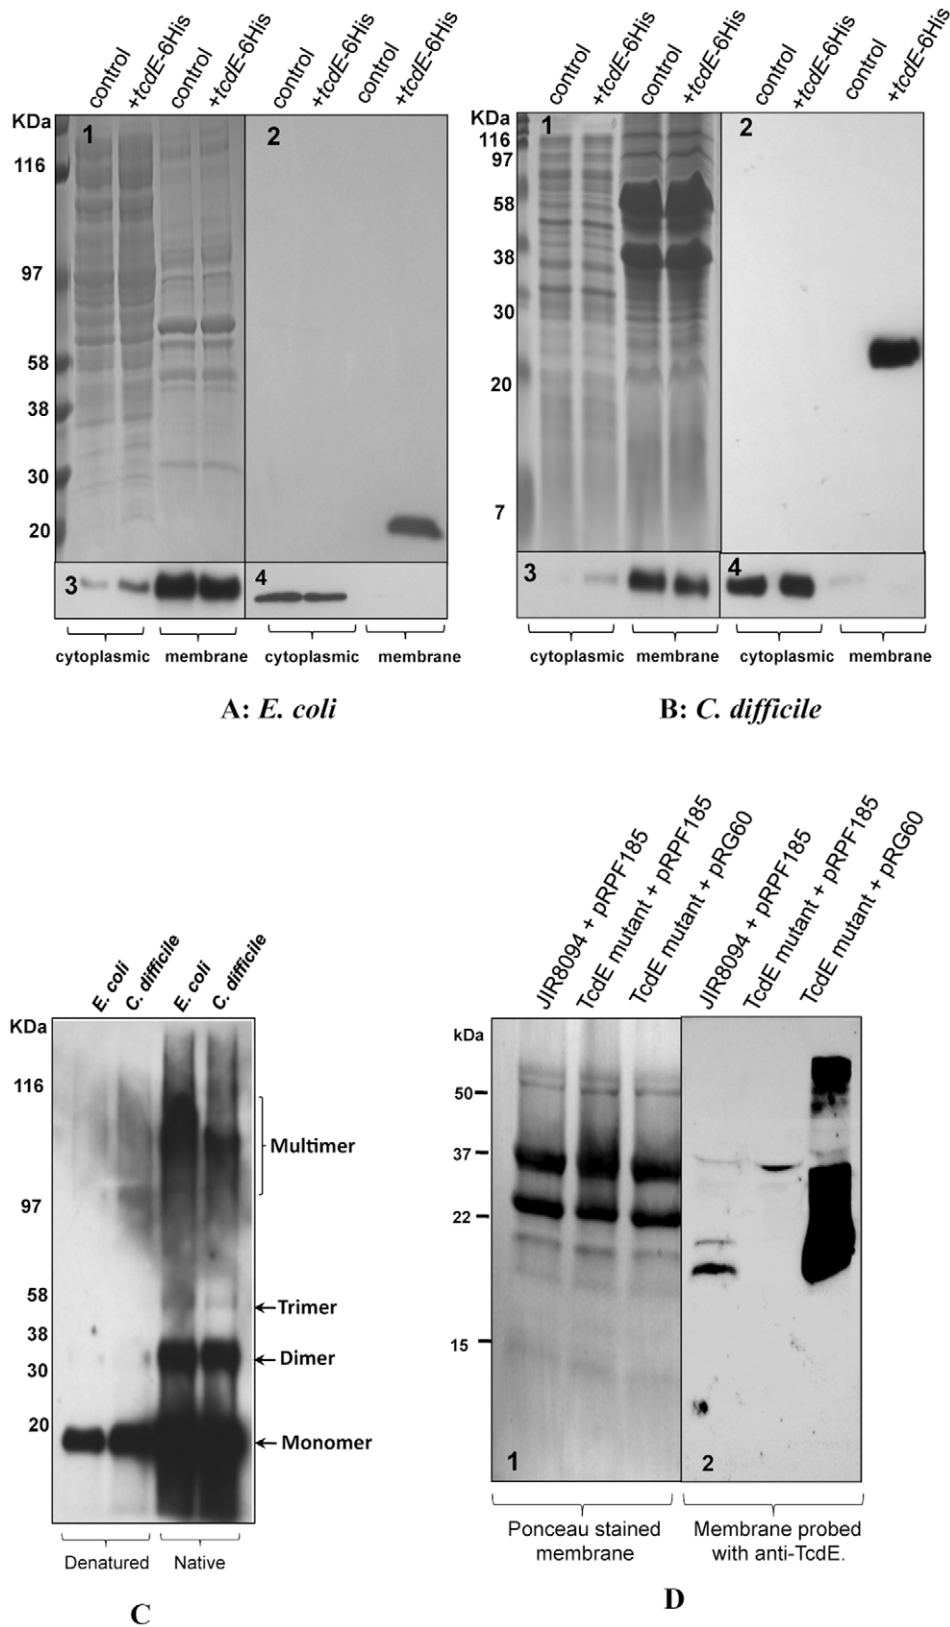 control
+tcdE-6His
control
+tcdE-6His
control
+tcdE-6His
control
+tcdE-6His
KDa
116
97
58
38
30
20
1
2
3
4
cytoplasmic
membrane
cytoplasmic
membrane
A: E. coli
control
+tcdE-6His
control
+tcdE-6His
control
+tcdE-6His
control
+tcdE-6His
KDa
116
97
58
38
30
20
7
1
2
3
4
cytoplasmic
membrane
cytoplasmic
membrane
B: C. difficile
E. coli
C. difficile
E. coli
C. difficile
KDa
116
97
58
38
30
20
Multimer
Trimer
Dimer
Monomer
Denatured
Native
C
JIR8094 + pRPF185
TcdE mutant + pRPF185
TcdE mutant + pRG60
JIR8094 + pRPF185
TcdE mutant + pRPF185
TcdE mutant + pRG60
kDa
50
37
22
15
1
2
Ponceau stained
membrane
Membrane probed
with anti-TcdE.
D